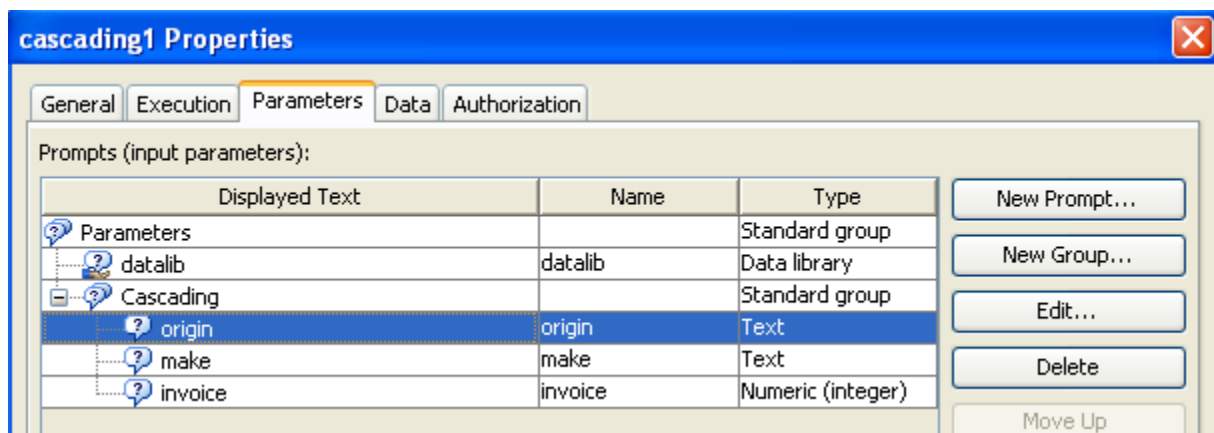 cascading1 Properties
General Execution Parameters Data Authorization
Prompts (input parameters):
Displayed Text Name Type New Prompt...
Parameters Standard group
datalib datalib Data library New Group...
Cascading Standard group
origin origin Text Edit...
make make Text Delete
invoice invoice Numeric (integer)
Move Up